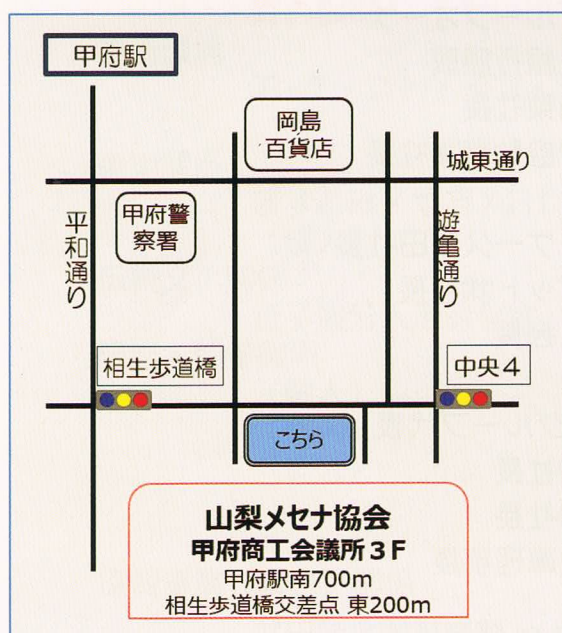 甲府駅
岡島
百貨店
城東通り
甲府警
察署
平和通り
遊亀通り
相生歩道橋
中央4
こちら
山梨メセナ協会
甲府商工会議所3F
甲府駅南700m
相生歩道橋交差点 東200m